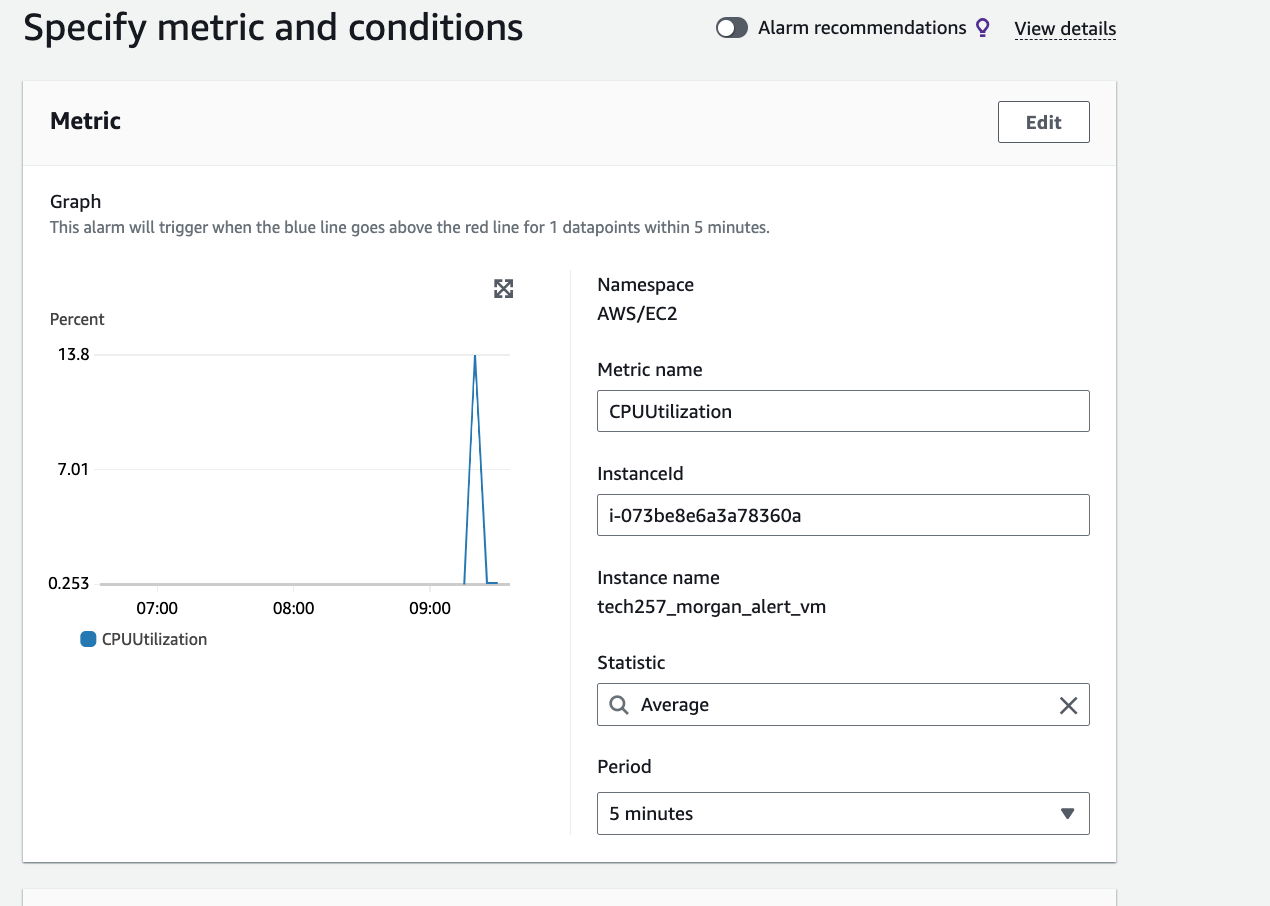 Specify metric and conditions
Alarm recommendations
View details
Metric
Edit
Graph
This alarm will trigger when the blue line goes above the red line for 1 datapoints within 5 minutes.
Percent
13.8
7.01
0.253
07:00
08:00
09:00
CPUUtilization
Namespace
AWS/EC2
Metric name
CPUUtilization
InstanceId
i-073be8e6a3a78360a
Instance name
tech257_morgan_alert_vm
Statistic
Average
Period
5 minutes